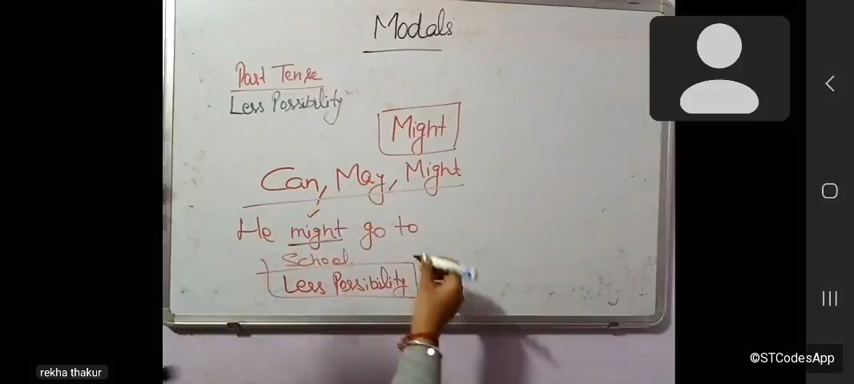 Modals
Past Tense
Less Possibility
Might
Can, May, Might
He might go to
School
Less Possibility
rekha thakur
©STCodesApp